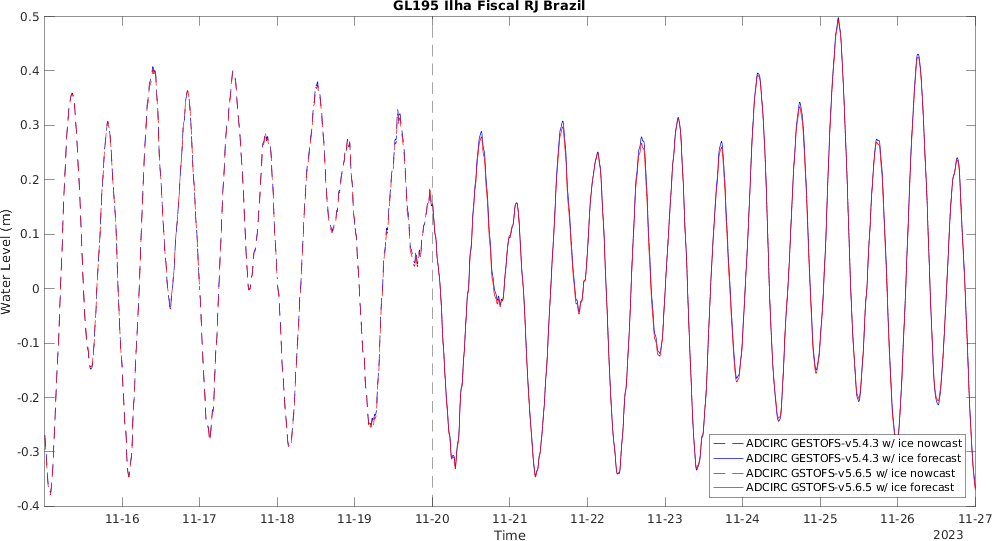 GL195 Ilha Fiscal RJ Brazil
0.5
0.4
0.3
0.2
0.1
0
-0.1
-0.2
-0.3
-0.4
Water Level (m)
ADCIRC GESTOFS-v5.4.3 w/ ice nowcast
ADCIRC GESTOFS-v5.4.3 w/ ice forecast
ADCIRC GSTOFS-v5.6.5 w/ ice nowcast
ADCIRC GSTOFS-v5.6.5 w/ ice forecast
11-16 11-17 11-18 11-19 11-20 11-21 11-22 11-23 11-24 11-25 11-26 11-27
Time
2023